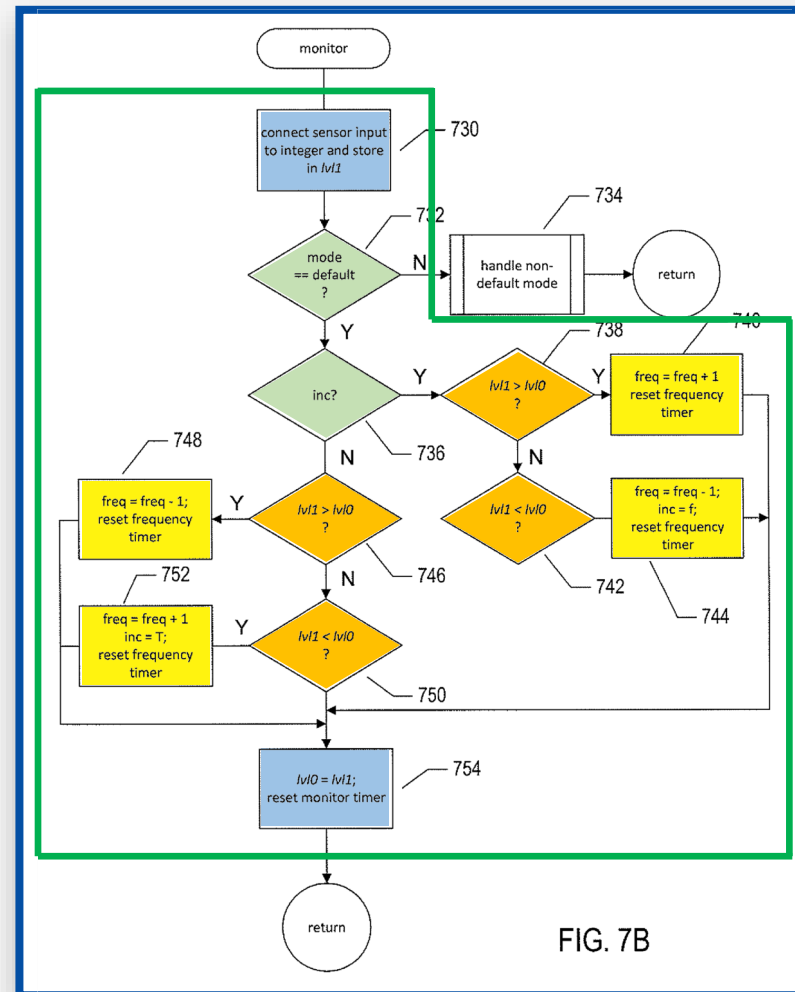 monitor
connect sensor input
to integer and store
in lvl1
730
732
mode
== default
?
N
handle non-
default mode
734
return
Y
inc?
736
Y
738
lvl1 > lvl0
?
Y
740
freq = freq + 1
reset frequency
timer
N
N
748
freq = freq - 1;
reset frequency
timer
Y
lvl1 > lvl0
?
746
lvl1 < lvl0
?
742
freq = freq - 1;
inc = f;
reset frequency
timer
744
N
752
freq = freq + 1
inc = T;
reset frequency
timer
Y
lvl1 < lvl0
?
750
lvl0 = lvl1;
reset monitor timer
754
return
FIG. 7B